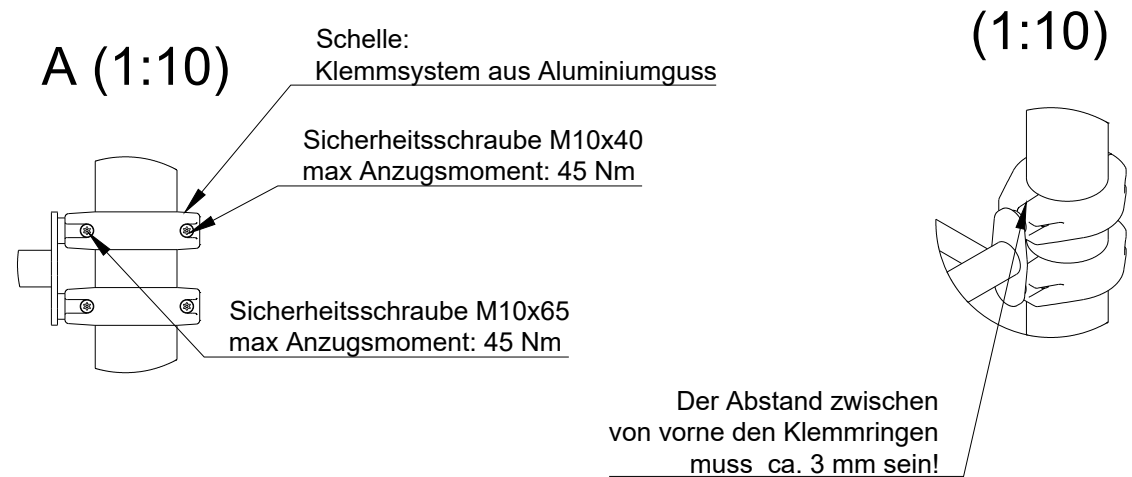 A (1:10)
Schelle:
Klemmsystem aus Aluminiumguss
Sicherheitsschraube M10x40
max Anzugsmoment: 45 Nm
Sicherheitsschraube M10x65
max Anzugsmoment: 45 Nm
(1:10)
Der Abstand zwischen
von vorne den Klemmringen
muss  ca. 3 mm sein!